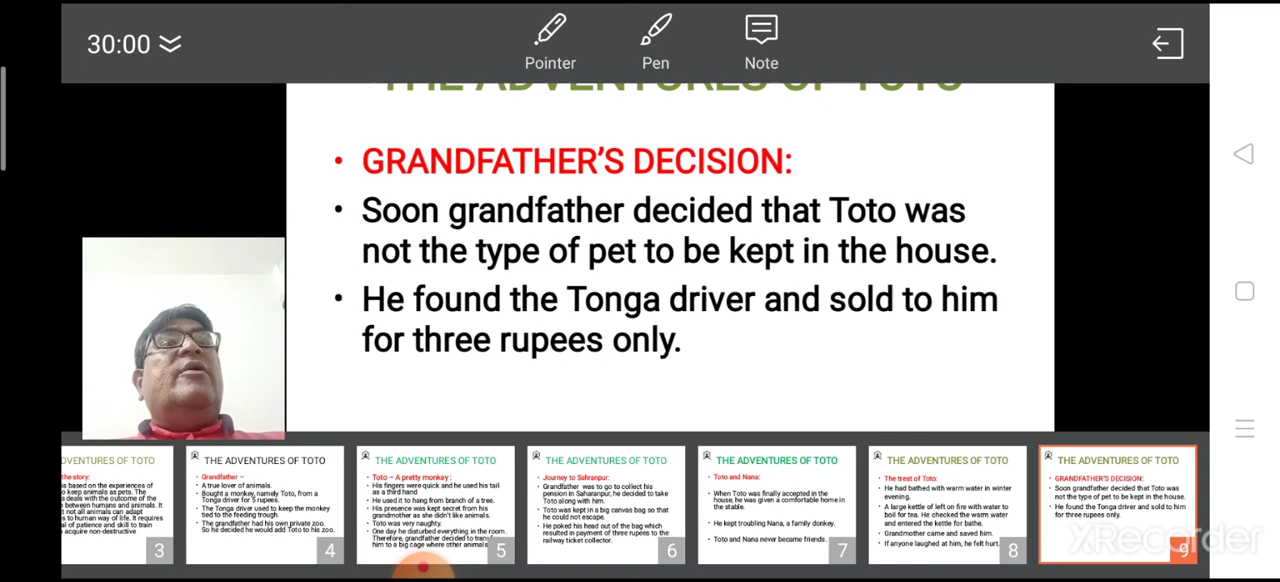 30:00
Pointer
Pen
Note
THE ADVENTURES OF TOTO
• GRANDFATHER'S DECISION:
• Soon grandfather decided that Toto was
not the type of pet to be kept in the house.
• He found the Tonga driver and sold to him
for three rupees only.
DVENTURES OF TOTO
the story:
is based on the experiences of
o keep animals as pets. The
s deals with the outcome of the
between humans and animals. It
t not all animals can adapt
s to human way of life. It requires
al of patience and skill to train
acquire non-destructive
3
THE ADVENTURES OF TOTO
• Grandfather –
• A true lover of animals.
• Bought a monkey, namely Toto, from a
Tonga driver for 5 rupees.
• The Tonga driver used to keep the monkey
tied to the feeding trough.
• The grandfather had his own private zoo.
So he decided he would add Toto to his zoo.
4
THE ADVENTURES OF TOTO
• Toto – A pretty monkey :
• His fingers were quick and he used his tail
as a third hand
• He used it to hang from branch of a tree.
• His presence was kept secret from his
grandmother as she didn't like animals.
• Toto was very naughty.
• One day he disturbed everything in the room.
Therefore, grandfather decided to tran
him to a big cage where other animals
5
THE ADVENTURES OF TOTO
• Journey to Sahranpur:
• Grandfather was to go to collect his
pension in Saharanpur, he decided to take
Toto along with him.
• Toto was kept in a big canvas bag so that
he could not escape.
• He poked his head out of the bag which
resulted in payment of three rupees to the
railway ticket collector.
6
THE ADVENTURES OF TOTO
• Toto and Nana:
• When Toto was finally accepted in the
house, he was given a comfortable home in
the stable.
• He kept troubling Nana, a family donkey.
• Toto and Nana never became friends.
7
THE ADVENTURES OF TOTO
• The treat of Toto:
• He had bathed with warm water in winter
evening.
• A large kettle of left on fire with water to
boil for tea. He checked the warm water
and entered the kettle for bathe.
• Grandmother came and saved him.
• If anyone laughed at him, he felt hurt.
8
THE ADVENTURES OF TOTO
• GRANDFATHER'S DECISION:
• Soon grandfather decided that Toto was
not the type of pet to be kept in the house.
• He found the Tonga driver and sold to him
for three rupees only.
9
XRecorder